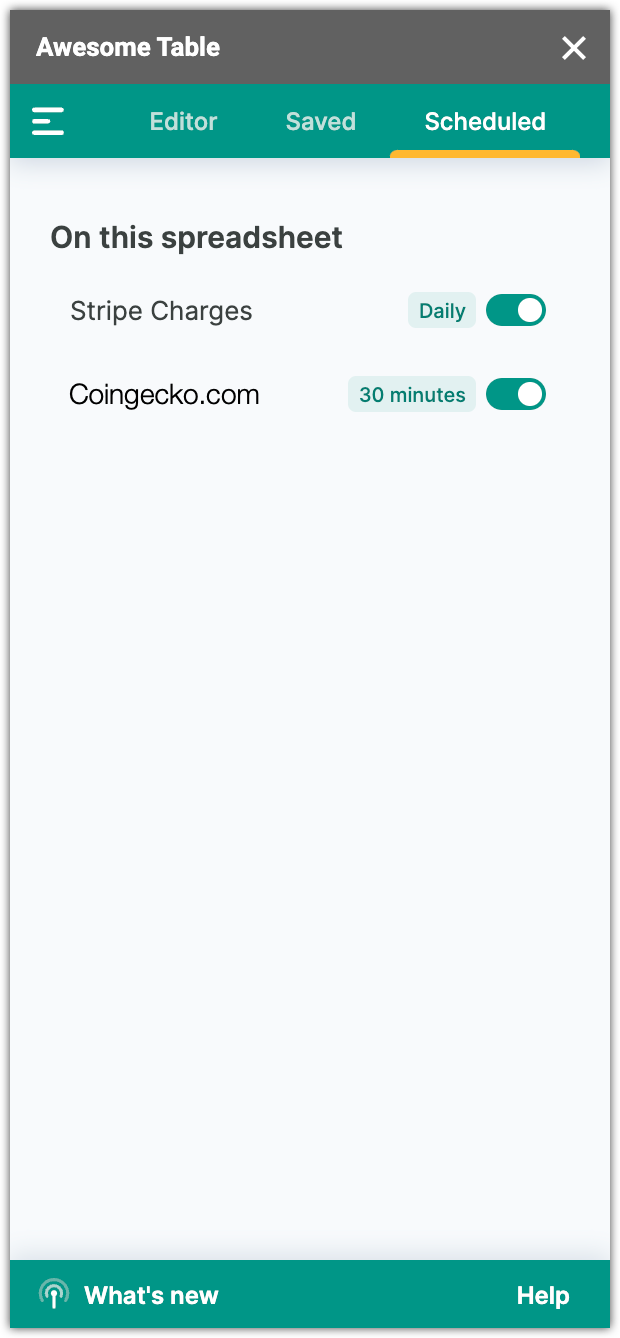 Awesome Table
Editor Saved Scheduled
On this spreadsheet
Stripe Charges Daily
Coingecko.com 30 minutes
What's new Help